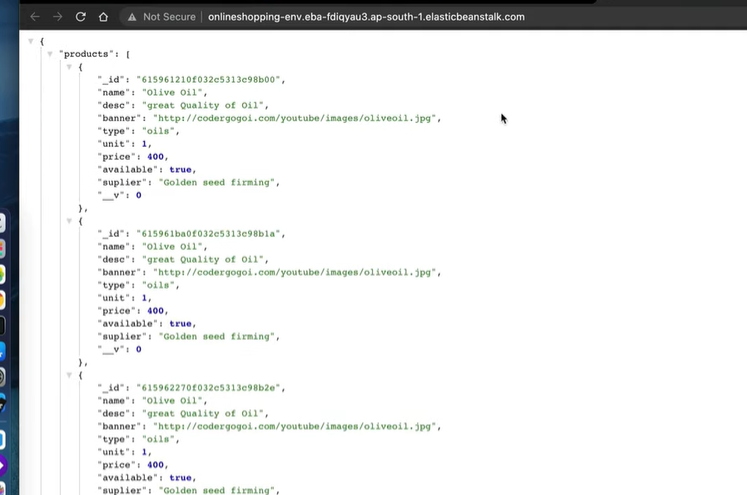 Not Secure | onlineshopping-env.eba-fdiqyau3.ap-south-1.elasticbeanstalk.com
{
"products": [
{
"_id": "615961210f032c5313c98b00",
"name": "Olive Oil",
"desc": "great Quality of Oil",
"banner": "http://codergogoi.com/youtube/images/oliveoil.jpg",
"type": "oils",
"unit": 1,
"price": 400,
"available": true,
"suplier": "Golden seed firming",
"__v": 0
},
{
"_id": "615961ba0f032c5313c98b1a",
"name": "Olive Oil",
"desc": "great Quality of Oil",
"banner": "http://codergogoi.com/youtube/images/oliveoil.jpg",
"type": "oils",
"unit": 1,
"price": 400,
"available": true,
"suplier": "Golden seed firming",
"__v": 0
},
{
"_id": "615962270f032c5313c98b2e",
"name": "Olive Oil",
"desc": "great Quality of Oil",
"banner": "http://codergogoi.com/youtube/images/oliveoil.jpg",
"type": "oils",
"unit": 1,
"price": 400,
"available": true,
"suplier": "Golden seed firming",